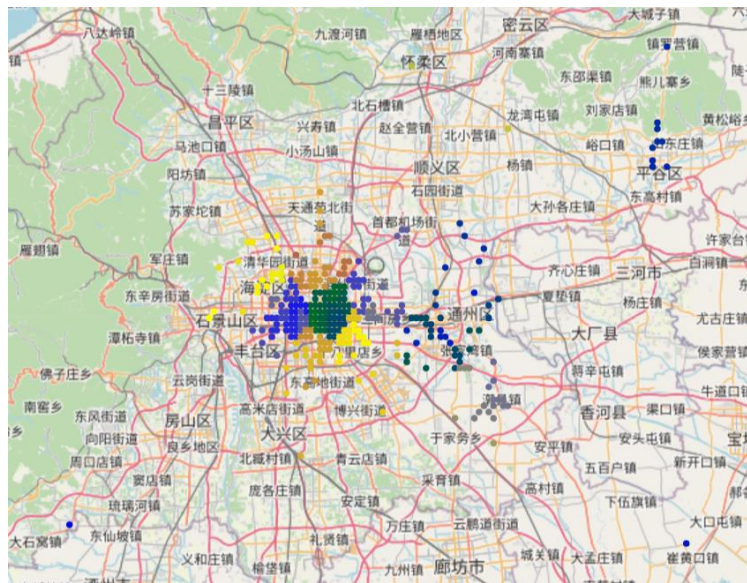 大城子镇
八达岭镇
九渡河镇
雁栖地区
密云区
镇罗营镇
河南寨镇
怀柔区
东邵渠镇
熊儿寨乡
十三陵镇
北石槽镇
龙湾屯镇
刘家店镇
昌平区
兴寿镇
赵全营镇
北小营镇
黄松峪乡
马池口镇
小汤山镇
峪口镇
东庄镇
顺义区
杨镇
平谷区
阳坊镇
石园街道
东高村镇
苏家坨镇
天通苑北街道
首都机场街道
大孙各庄镇
许家台
雁翅镇
军庄镇
清华园街道
齐心庄镇
三河市
白涧镇
海淀区
街道
东辛房街道
夏垫镇
杨庄镇
石景山区
通州区
尤古庄
潭柘寺镇
大厂县
丰台区
十八里店乡
张家湾镇
侯家营镇
佛子庄乡
云岗街道
东高地街道
蒋辛屯镇
牛道口镇
南窖乡
东风街道
高米店街道
博兴街道
漷县镇
香河县
渠口镇
房山区
向阳街道
大兴区
于家务乡
安头屯镇
良乡地区
安平镇
周口店镇
北臧村镇
青云店镇
五百户镇
新开口镇
窦店镇
采育镇
高村镇
琉璃河镇
庞各庄镇
安定镇
下伍旗镇
大石窝镇
东仙坡镇
万庄镇
云鹏道街道
大口屯镇
礼贤镇
义和庄镇
城关镇
大孟庄镇
崔黄口镇
榆垡镇
九州镇
廊坊市